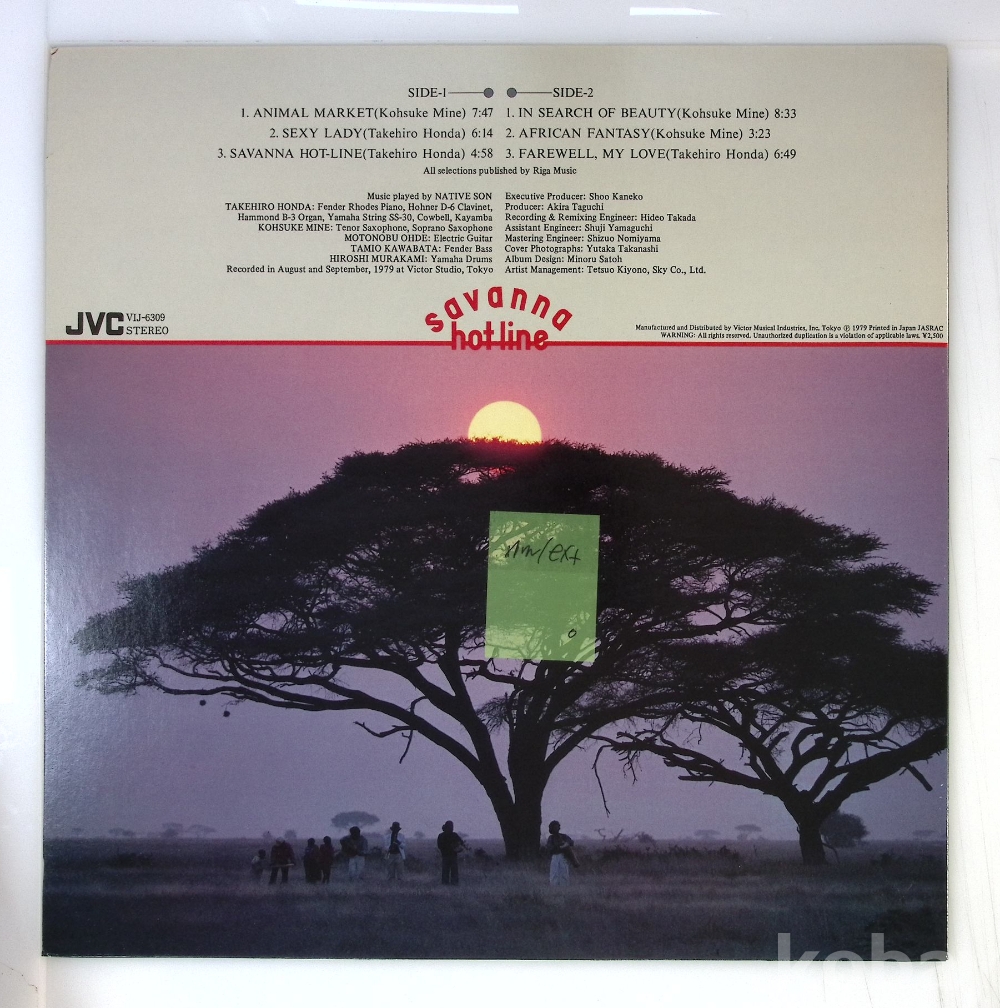 SIDE-1 SIDE-2
1. ANIMAL MARKET(Kohsuke Mine) 7:47
2. SEXY LADY(Takehiro Honda) 6:14
3. SAVANNA HOT-LINE(Takehiro Honda) 4:58
1. IN SEARCH OF BEAUTY(Kohsuke Mine) 8:33
2. AFRICAN FANTASY(Kohsuke Mine) 3:23
3. FAREWELL, MY LOVE(Takehiro Honda) 6:49
All selections published by Riga Music
Music played by NATIVE SON
TAKEHIRO HONDA: Fender Rhodes Piano, Hohner D-6 Clavinet,
Hammond B-3 Organ, Yamaha String SS-30, Cowbell, Kayamba
KOHSUKE MINE: Tenor Saxophone, Soprano Saxophone
MOTONOBU OHDE: Electric Guitar
TAMIO KAWABATA: Fender Bass
HIROSHI MURAKAMI: Yamaha Drums
Recorded in August and September, 1979 at Victor Studio, Tokyo
Executive Producer: Shoo Kaneko
Producer: Akira Taguchi
Recording & Remixing Engineer: Hideo Takada
Assistant Engineer: Shuji Yamaguchi
Mastering Engineer: Shizuo Nomiyama
Cover Photographs: Yutaka Takanashi
Album Design: Minoru Satoh
Artist Management: Tetsuo Kiyono, Sky Co., Ltd.
savanna
hot line
JVC VIJ-6309
STEREO
Manufactured and Distributed by Victor Musical Industries, Inc. Tokyo Ⓟ 1979 Printed in Japan JASRAC
WARNING: All rights reserved. Unauthorized duplication is a violation of applicable laws. ¥2,500
koba